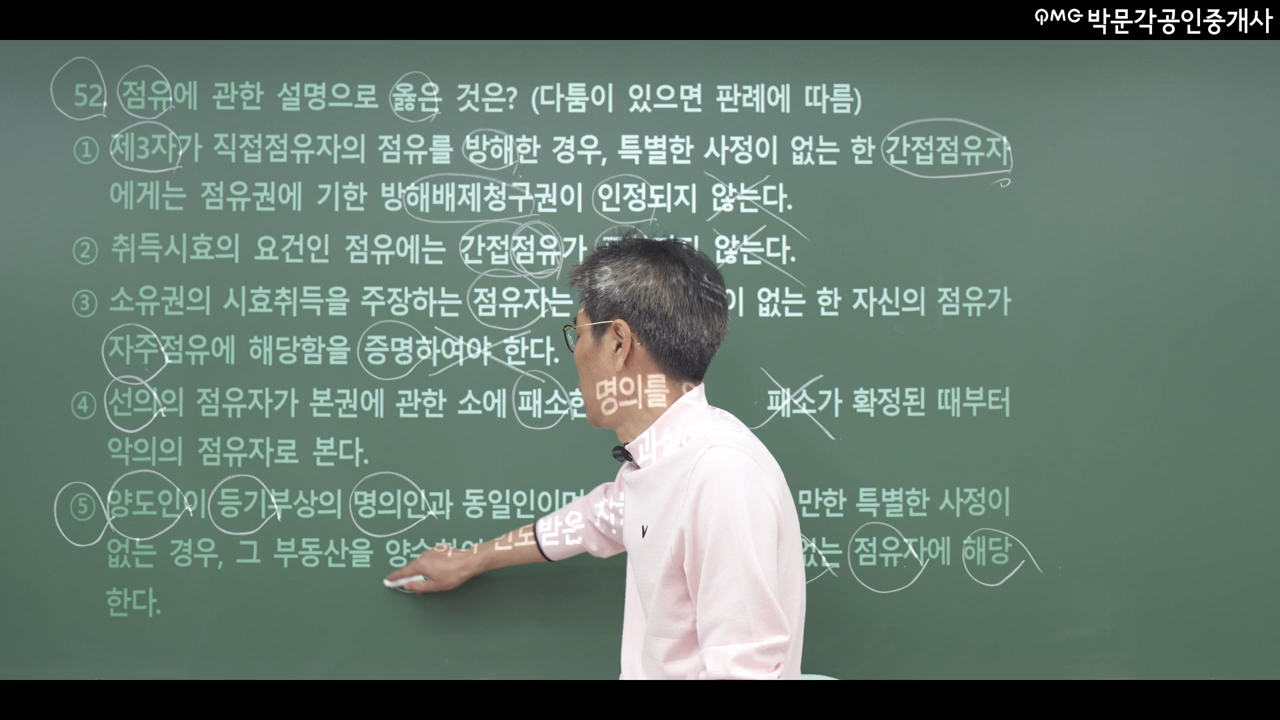 QMG 박문각공인중개사
52. 점유에 관한 설명으로 옳은 것은? (다툼이 있으면 판례에 따름)
① 제3자가 직접점유자의 점유를 방해한 경우, 특별한 사정이 없는 한 간접점유자
에게는 점유권에 기한 방해배제청구권이 인정되지 않는다.
② 취득시효의 요건인 점유에는 간접점유가 않는다.
③ 소유권의 시효취득을 주장하는 점유자는 이 없는 한 자신의 점유가
자주점유에 해당함을 증명하여야 한다.
④ 선의의 점유자가 본권에 관한 소에 패소한 패소가 확정된 때부터
악의의 점유자로 본다.
⑤ 양도인이 등기부상의 명의인과 동일인이며 명의를 만한 특별한 사정이
없는 경우, 그 부동산을 양수하여 인도받은 자는 과실 없는 점유자에 해당
한다.